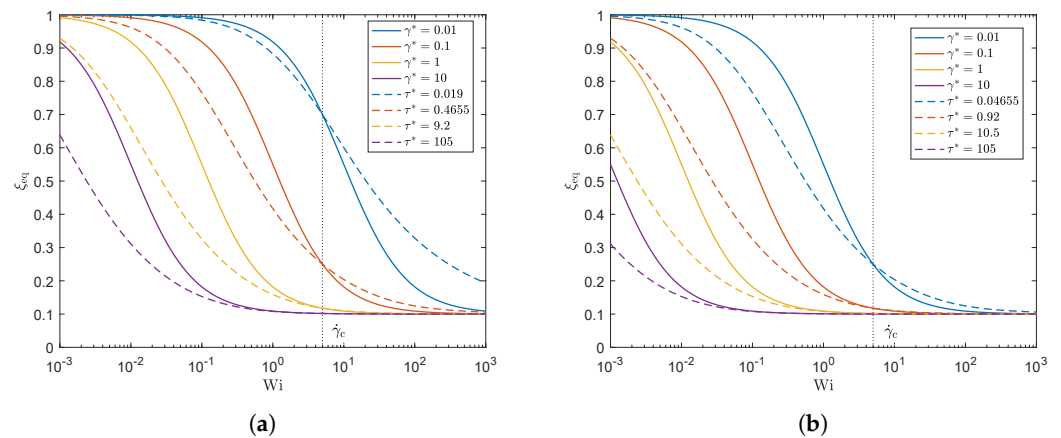 1
0.9
0.8
0.7
0.6
0.5
0.4
0.3
0.2
0.1
0
ξeq
10⁻³
10⁻²
10⁻¹
10⁰
10¹
10²
10³
Wi
γ̇c
γ* = 0.01
γ* = 0.1
γ* = 1
γ* = 10
τ* = 0.019
τ* = 0.4655
τ* = 9.2
τ* = 105
(a)
1
0.9
0.8
0.7
0.6
0.5
0.4
0.3
0.2
0.1
0
ξeq
10⁻³
10⁻²
10⁻¹
10⁰
10¹
10²
10³
Wi
γ̇c
γ* = 0.01
γ* = 0.1
γ* = 1
γ* = 10
τ* = 0.04655
τ* = 0.92
τ* = 10.5
τ* = 105
(b)